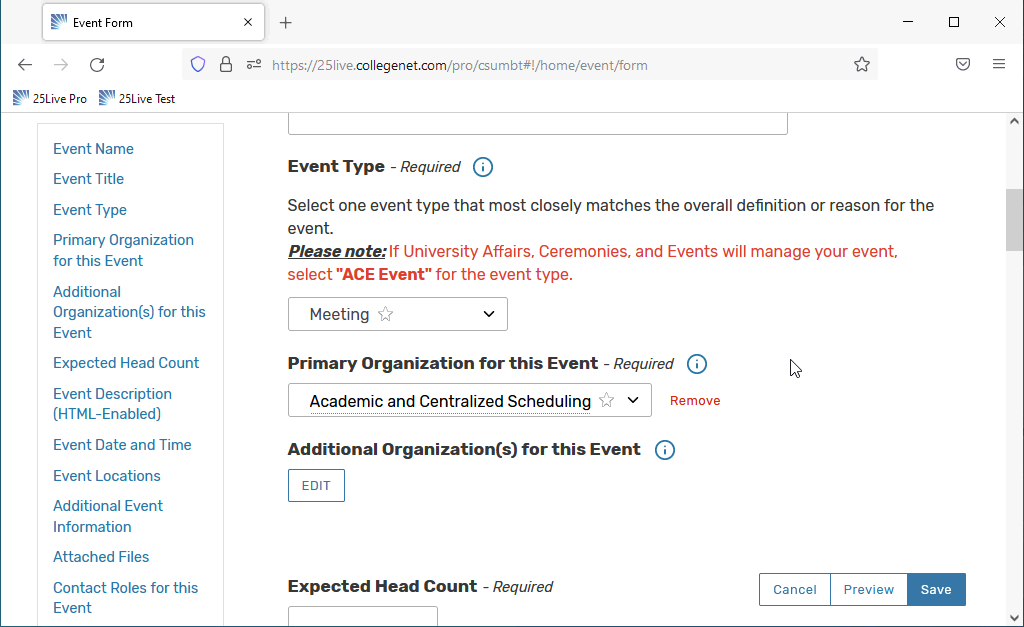 Event Form
https://25live.collegenet.com/pro/csumbt#!/home/event/form
25Live Pro
25Live Test
Event Name
Event Title
Event Type
Primary Organization
for this Event
Additional
Organization(s) for this
Event
Expected Head Count
Event Description
(HTML-Enabled)
Event Date and Time
Event Locations
Additional Event
Information
Attached Files
Contact Roles for this
Event
Event Type - Required
Select one event type that most closely matches the overall definition or reason for the
event.
Please note: If University Affairs, Ceremonies, and Events will manage your event,
select "ACE Event" for the event type.
Meeting
Primary Organization for this Event - Required
Academic and Centralized Scheduling
Remove
Additional Organization(s) for this Event
EDIT
Expected Head Count - Required
Cancel
Preview
Save